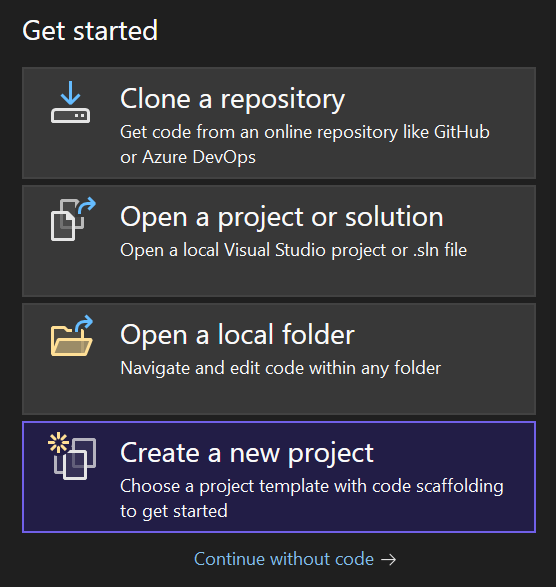 Get started
Clone a repository
Get code from an online repository like GitHub
or Azure DevOps
Open a project or solution
Open a local Visual Studio project or .sln file
Open a local folder
Navigate and edit code within any folder
Create a new project
Choose a project template with code scaffolding
to get started
Continue without code →